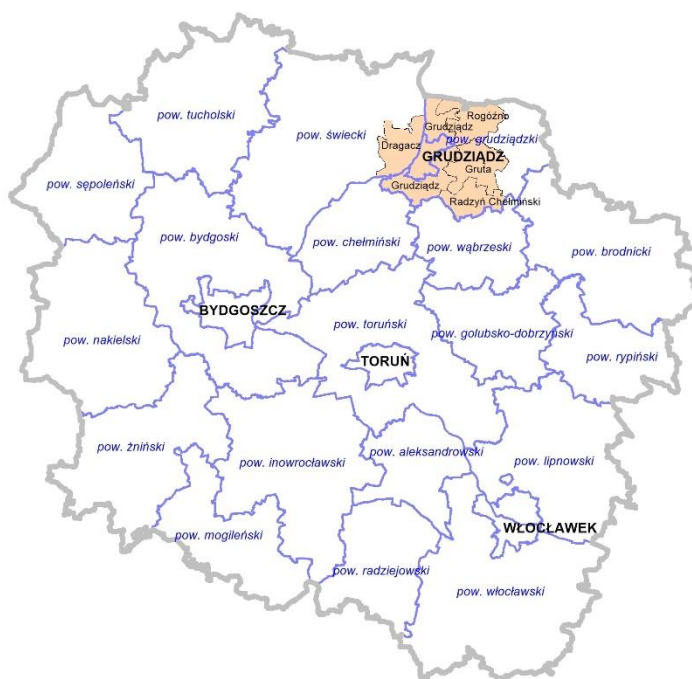 pow. tucholski
Rogóźno
Grudziądz
pow. świecki
pow. grudziądzki
Dragacz
GRUDZIĄDZ
Gruta
pow. sępoleński
Grudziądz
Radzyń Chełmiński
pow. bydgoski
pow. chełmiński
pow. wąbrzeski
pow. brodnicki
BYDGOSZCZ
pow. toruński
pow. golubsko-dobrzyński
pow. nakielski
TORUŃ
pow. rypiński
pow. żniński
pow. inowrocławski
pow. aleksandrowski
pow. lipnowski
pow. mogileński
WŁOCŁAWEK
pow. radziejowski
pow. włocławski